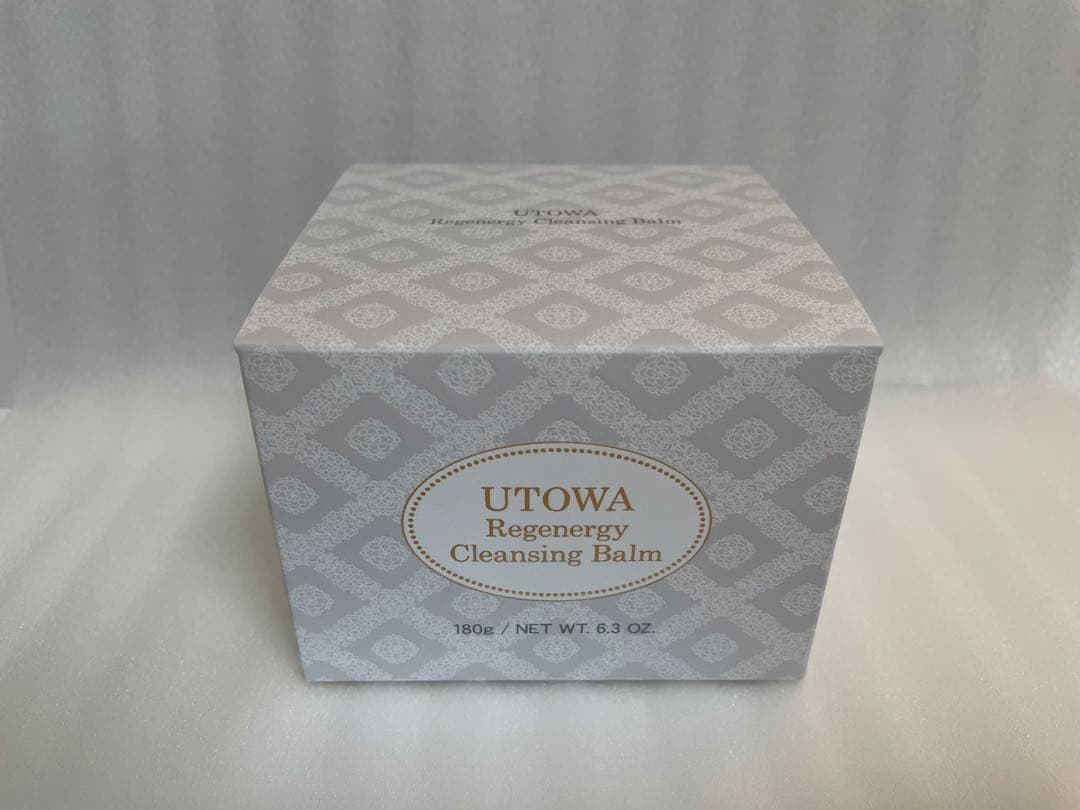 UTOWA
Regenergy Cleansing Balm
UTOWA
Regenergy
Cleansing Balm
180g / NET WT. 6.3 OZ.